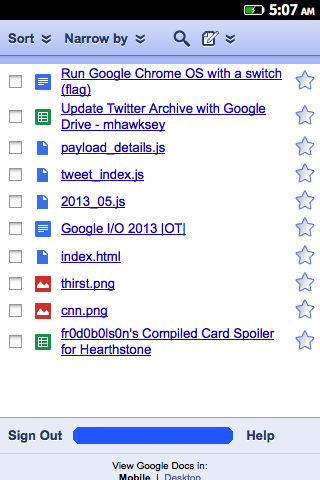 5:07 AM
Sort Narrow by
Run Google Chrome OS with a switch
(flag)
Update Twitter Archive with Google
Drive - mhawksey
payload_details.js
tweet_index.js
2013_05.js
Google I/O 2013 |OT|
index.html
thirst.png
cnn.png
fr0d0b0ls0n's Compiled Card Spoiler
for Hearthstone
Sign Out Help
View Google Docs in:
Mobile | Desktop